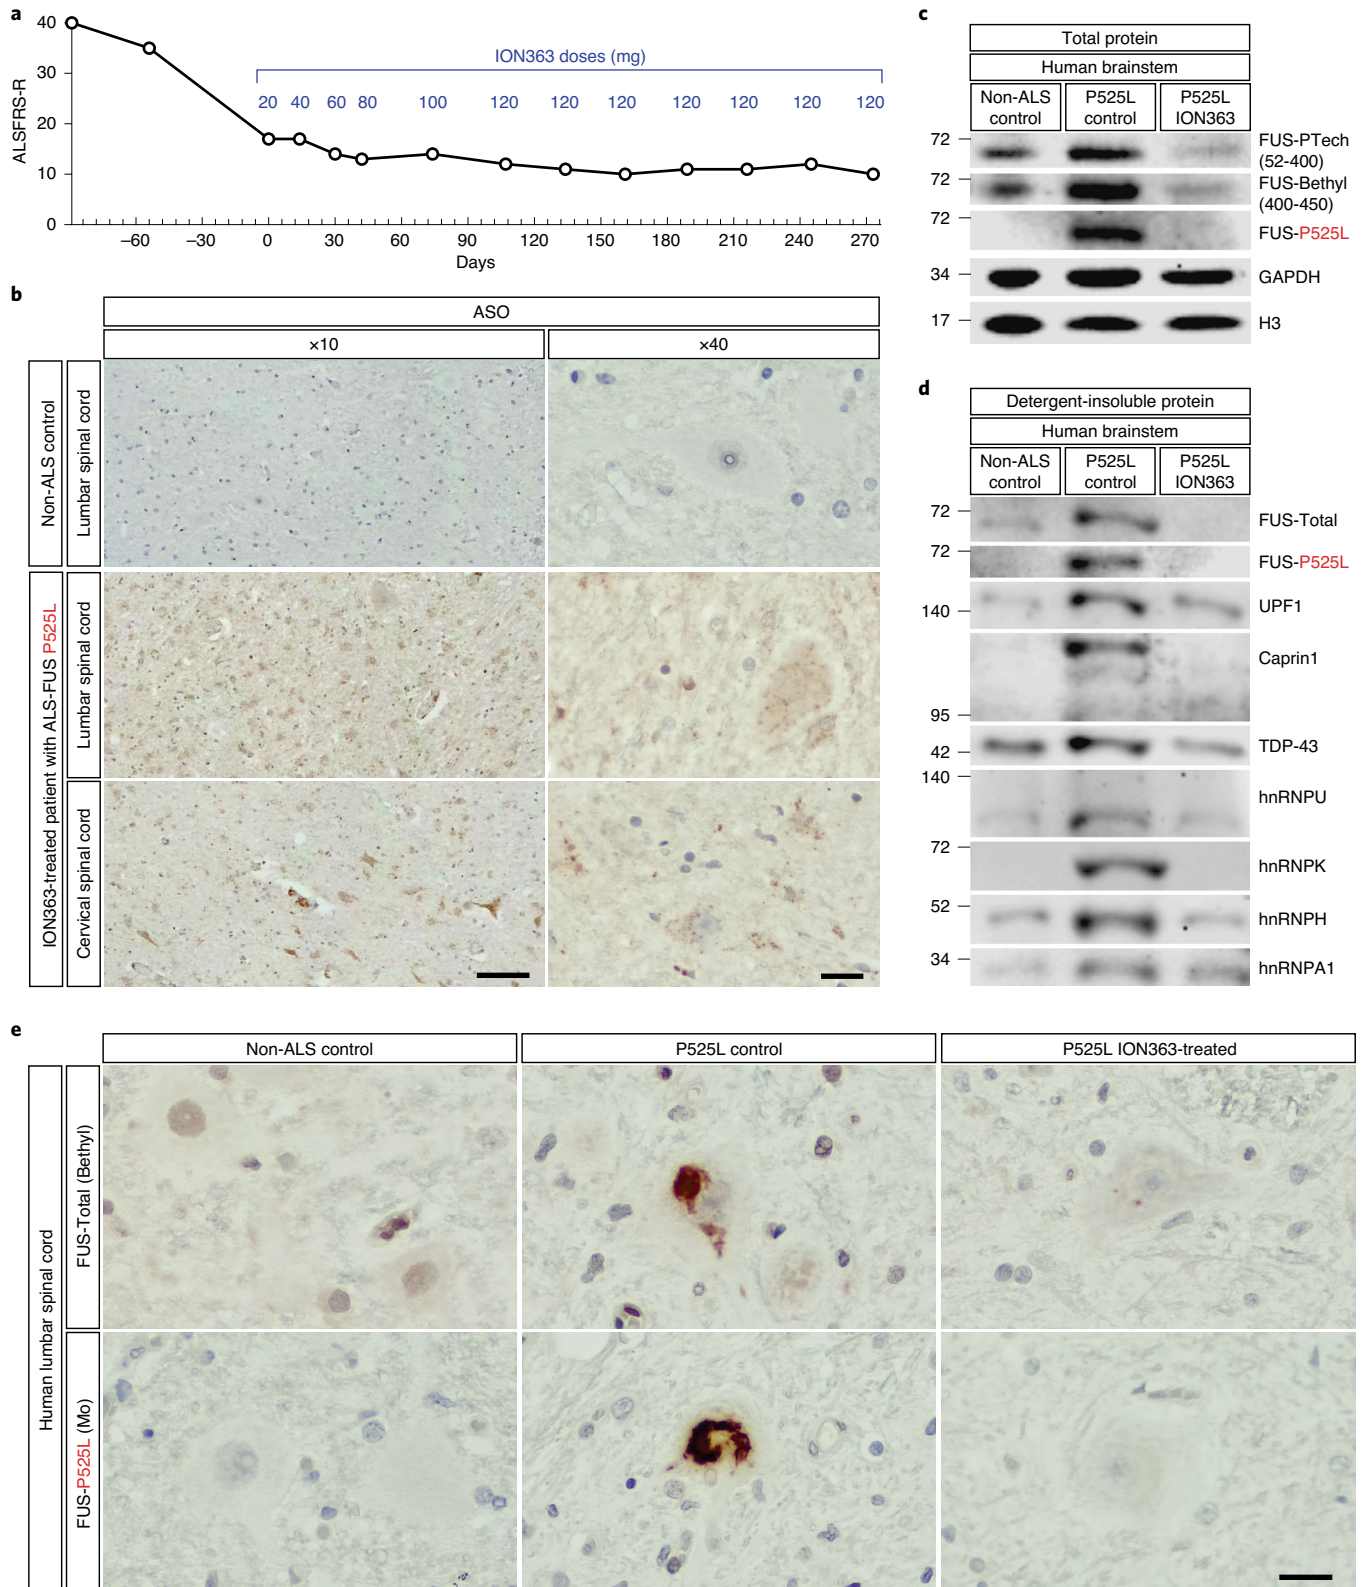 a
40
30
20
10
0
ALSFRS-R
ION363 doses (mg)
20 40 60 80 100 120 120 120 120 120 120 120
–60 –30 0 30 60 90 120 150 180 210 240 270
Days
b
ASO
×10 ×40
Non-ALS control
Lumbar spinal cord
ION363-treated patient with ALS-FUS P525L
Lumbar spinal cord
Cervical spinal cord
c
Total protein
Human brainstem
Non-ALS control
P525L control
P525L ION363
72
FUS-PTech
(52-400)
72
FUS-Bethyl
(400-450)
72
FUS-P525L
34
GAPDH
17
H3
d
Detergent-insoluble protein
Human brainstem
Non-ALS control
P525L control
P525L ION363
72
FUS-Total
72
FUS-P525L
140
UPF1
Caprin1
95
42
TDP-43
140
hnRNPU
72
hnRNPK
52
hnRNPH
34
hnRNPA1
e
Non-ALS control
P525L control
P525L ION363-treated
Human lumbar spinal cord
FUS-Total (Bethyl)
FUS-P525L (Mo)